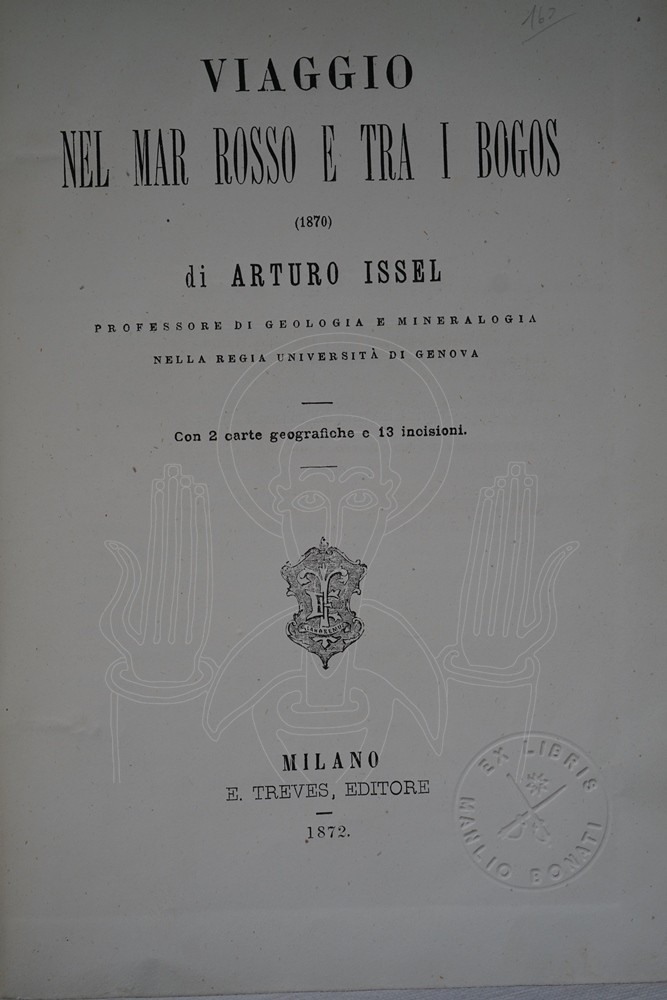 162
VIAGGIO
NEL MAR ROSSO E TRA I BOGOS
(1870)
di ARTURO ISSEL
PROFESSORE DI GEOLOGIA E MINERALOGIA
NELLA REGIA UNIVERSITÀ DI GENOVA
Con 2 carte geografiche e 13 incisioni.
MILANO
E. TREVES, EDITORE
1872.
EX LIBRIS
MANLIO BONATI